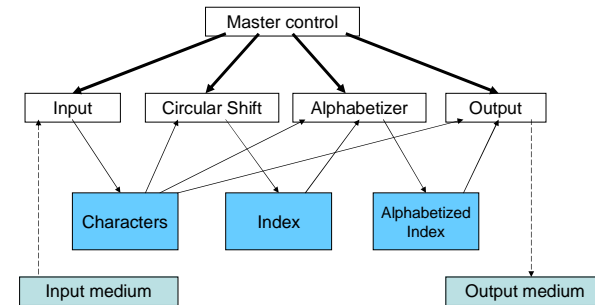 Master control
Input
Circular Shift
Alphabetizer
Output
Characters
Index
Alphabetized
Index
Input medium
Output medium